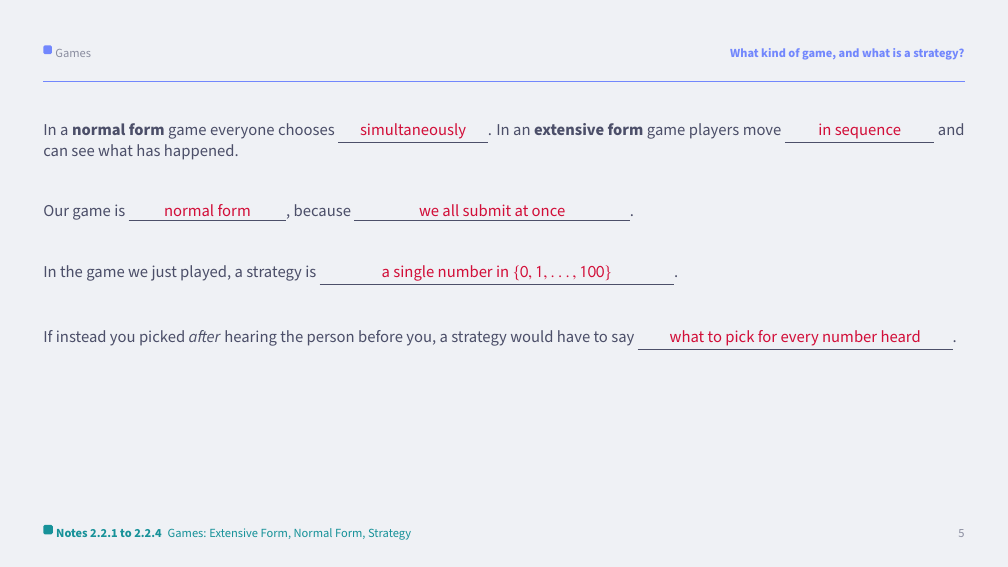 Games
What kind of game, and what is a strategy?
In a normal form game everyone chooses simultaneously. In an extensive form game players move in sequence and
can see what has happened.
Our game is normal form, because we all submit at once.
In the game we just played, a strategy is a single number in {0, 1, . . . , 100}.
If instead you picked after hearing the person before you, a strategy would have to say what to pick for every number heard.
Notes 2.2.1 to 2.2.4 Games: Extensive Form, Normal Form, Strategy
5